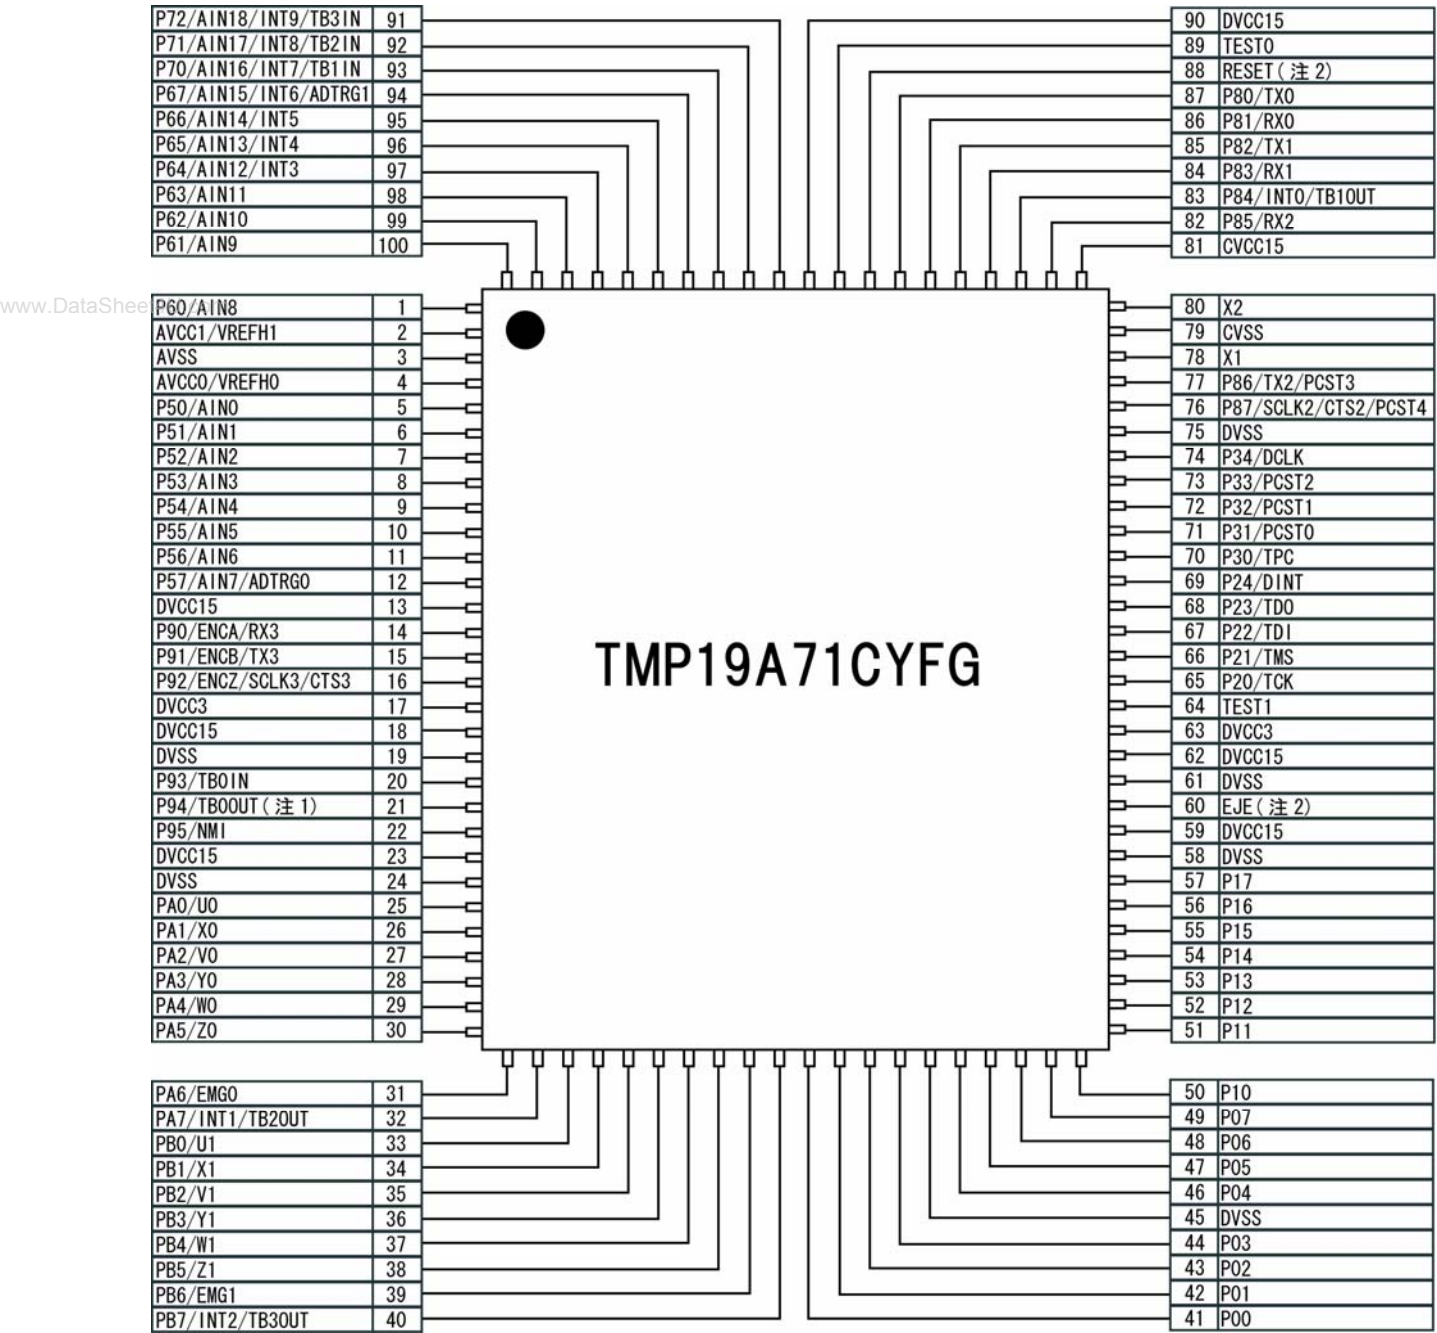 P72/AIN18/INT9/TB3IN 91
P71/AIN17/INT8/TB2IN 92
P70/AIN16/INT7/TB1IN 93
P67/AIN15/INT6/ADTRG1 94
P66/AIN14/INT5 95
P65/AIN13/INT4 96
P64/AIN12/INT3 97
P63/AIN11 98
P62/AIN10 99
P61/AIN9 100
90 DVCC15
89 TEST0
88 RESET(注2)
87 P80/TX0
86 P81/RX0
85 P82/TX1
84 P83/RX1
83 P84/INT0/TB1OUT
82 P85/RX2
81 CVCC15
P60/AIN8 1
AVCC1/VREFH1 2
AVSS 3
AVCC0/VREFH0 4
P50/AIN0 5
P51/AIN1 6
P52/AIN2 7
P53/AIN3 8
P54/AIN4 9
P55/AIN5 10
P56/AIN6 11
P57/AIN7/ADTRG0 12
DVCC15 13
P90/ENCA/RX3 14
P91/ENCB/TX3 15
P92/ENCZ/SCLK3/CTS3 16
DVCC3 17
DVCC15 18
DVSS 19
P93/TB0IN 20
P94/TB0OUT(注1) 21
P95/NMI 22
DVCC15 23
DVSS 24
PA0/U0 25
PA1/X0 26
PA2/V0 27
PA3/Y0 28
PA4/W0 29
PA5/Z0 30
TMP19A71CYFG
80 X2
79 CVSS
78 X1
77 P86/TX2/PCST3
76 P87/SCLK2/CTS2/PCST4
75 DVSS
74 P34/DCLK
73 P33/PCST2
72 P32/PCST1
71 P31/PCST0
70 P30/TPC
69 P24/DINT
68 P23/TDO
67 P22/TDI
66 P21/TMS
65 P20/TCK
64 TEST1
63 DVCC3
62 DVCC15
61 DVSS
60 EJE(注2)
59 DVCC15
58 DVSS
57 P17
56 P16
55 P15
54 P14
53 P13
52 P12
51 P11
PA6/EMG0 31
PA7/INT1/TB2OUT 32
PB0/U1 33
PB1/X1 34
PB2/V1 35
PB3/Y1 36
PB4/W1 37
PB5/Z1 38
PB6/EMG1 39
PB7/INT2/TB3OUT 40
50 P10
49 P07
48 P06
47 P05
46 P04
45 DVSS
44 P03
43 P02
42 P01
41 P00